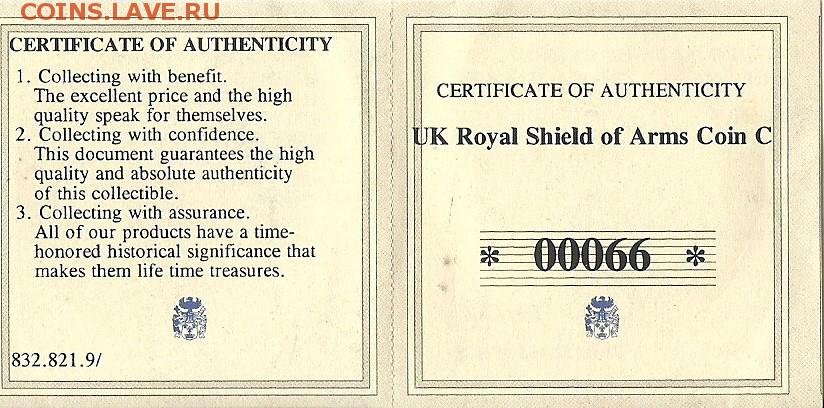 COINS.LAVE.RU
CERTIFICATE OF AUTHENTICITY
1. Collecting with benefit.
The excellent price and the high
quality speak for themselves.
2. Collecting with confidence.
This document guarantees the high
quality and absolute authenticity
of this collectible.
3. Collecting with assurance.
All of our products have a time-
honored historical significance that
makes them life time treasures.
832.821.9/
CERTIFICATE OF AUTHENTICITY
UK Royal Shield of Arms Coin C
* 00066 *